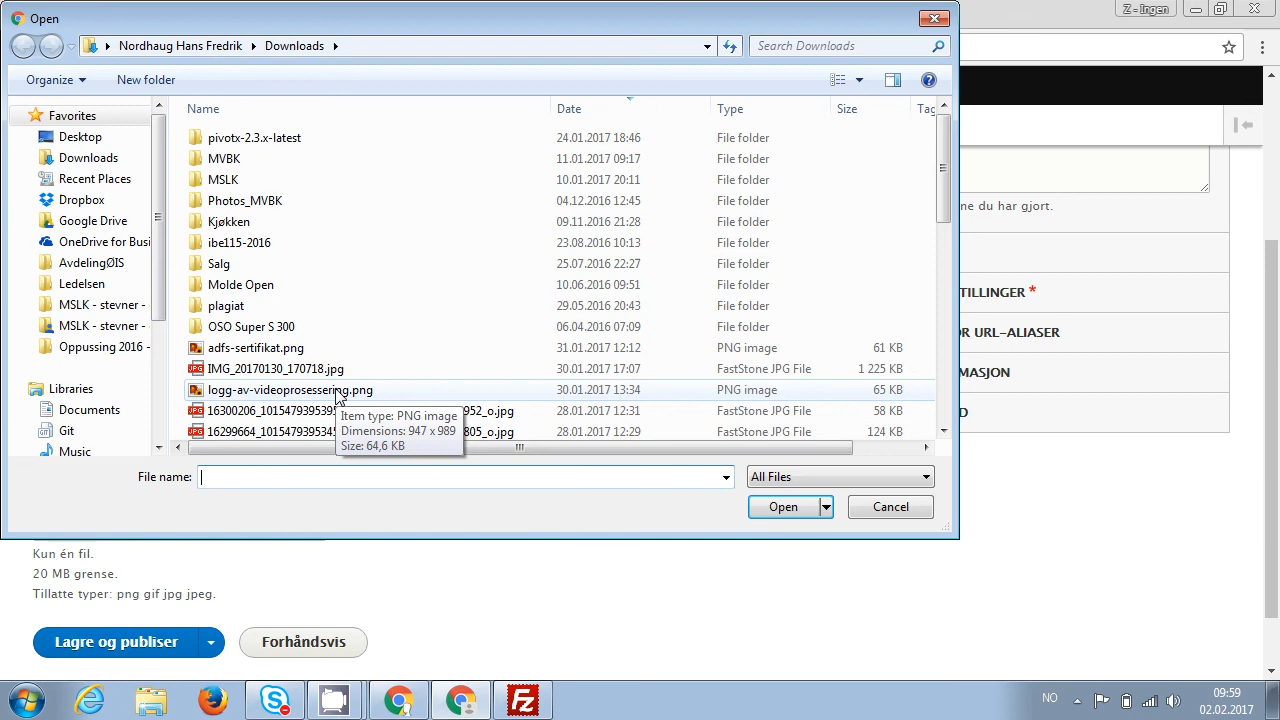 Open
Z - Ingen
Nordhaug Hans Fredrik Downloads
Search Downloads
Organize New folder
Favorites
Desktop
Downloads
Recent Places
Dropbox
Google Drive
OneDrive for Busi
AvdelingØIS
Ledelsen
MSLK - stevner -
MSLK - stevner -
Oppussing 2016 -
Libraries
Documents
Git
Music
Name Date Type Size Tag
pivotx-2.3.x-latest 24.01.2017 18:46 File folder
MVBK 11.01.2017 09:17 File folder
MSLK 10.01.2017 20:11 File folder
Photos_MVBK 04.12.2016 12:45 File folder
Kjøkken 09.11.2016 21:28 File folder
ibe115-2016 23.08.2016 10:13 File folder
Salg 25.07.2016 22:27 File folder
Molde Open 10.06.2016 09:51 File folder
plagiat 29.05.2016 20:43 File folder
OSO Super S 300 06.04.2016 07:09 File folder
adfs-sertifikat.png 31.01.2017 12:12 PNG image 61 KB
IMG_20170130_170718.jpg 30.01.2017 17:07 FastStone JPG File 1 225 KB
logg-av-videoprosessering.png 30.01.2017 13:34 PNG image 65 KB
16300206_1015479395395 952_o.jpg 28.01.2017 12:31 FastStone JPG File 58 KB
16299664_1015479395345 805_o.jpg 28.01.2017 12:29 FastStone JPG File 124 KB
Item type: PNG image
Dimensions: 947 x 989
Size: 64,6 KB
File name:
All Files
Open Cancel
ne du har gjort.
TILLINGER *
OR URL-ALIASER
MASJON
D
Kun én fil.
20 MB grense.
Tillatte typer: png gif jpg jpeg.
Lagre og publiser Forhåndsvis
NO
09:59
02.02.2017